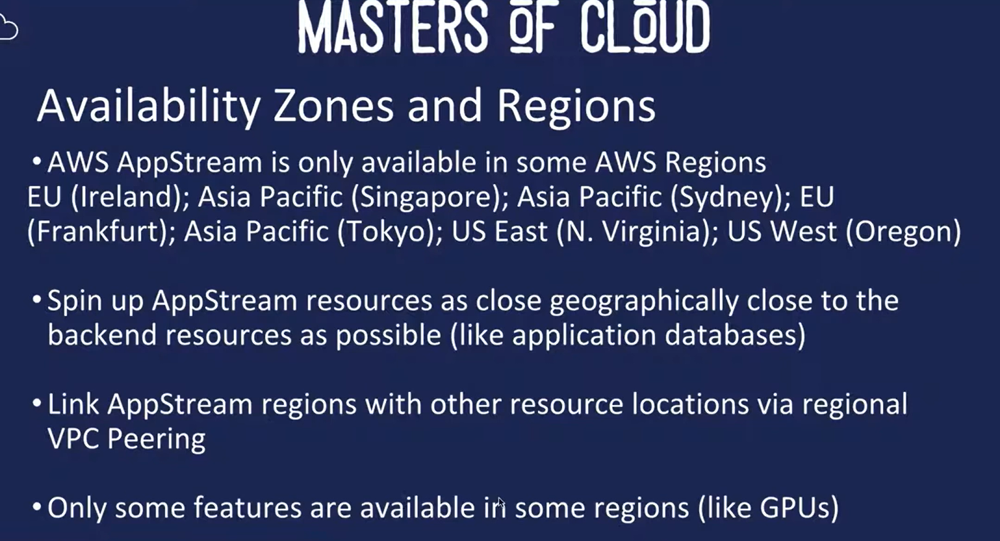 MASTERS OF CLOUD
Availability Zones and Regions
•AWS AppStream is only available in some AWS Regions
EU (Ireland); Asia Pacific (Singapore); Asia Pacific (Sydney); EU
(Frankfurt); Asia Pacific (Tokyo); US East (N. Virginia); US West (Oregon)
•Spin up AppStream resources as close geographically close to the
backend resources as possible (like application databases)
•Link AppStream regions with other resource locations via regional
VPC Peering
•Only some features are available in some regions (like GPUs)